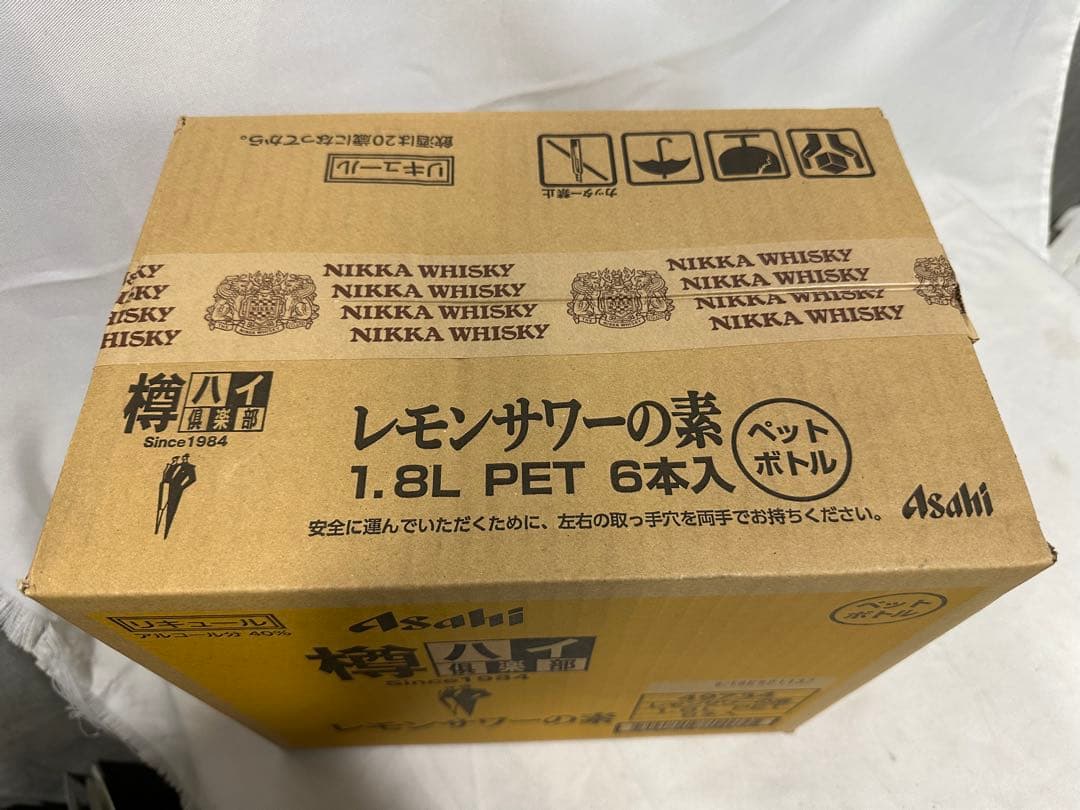 飲酒は20歳になってから。
リキュール
カッター禁止
NIKKA WHISKY
NIKKA WHISKY
NIKKA WHISKY
NIKKA WHISKY
NIKKA WHISKY
NIKKA WHISKY
NIKKA WHISKY
NIKKA WHISKY
樽ハイ倶楽部
Since1984
レモンサワーの素
1.8L PET 6本入
ペット
ボトル
安全に運んでいただくために、左右の取っ手穴を両手でお持ちください。
Asahi
リキュール
アルコール分 40%
Asahi
樽ハイ倶楽部
Since1984
レモンサワーの素
ペット
ボトル
49734